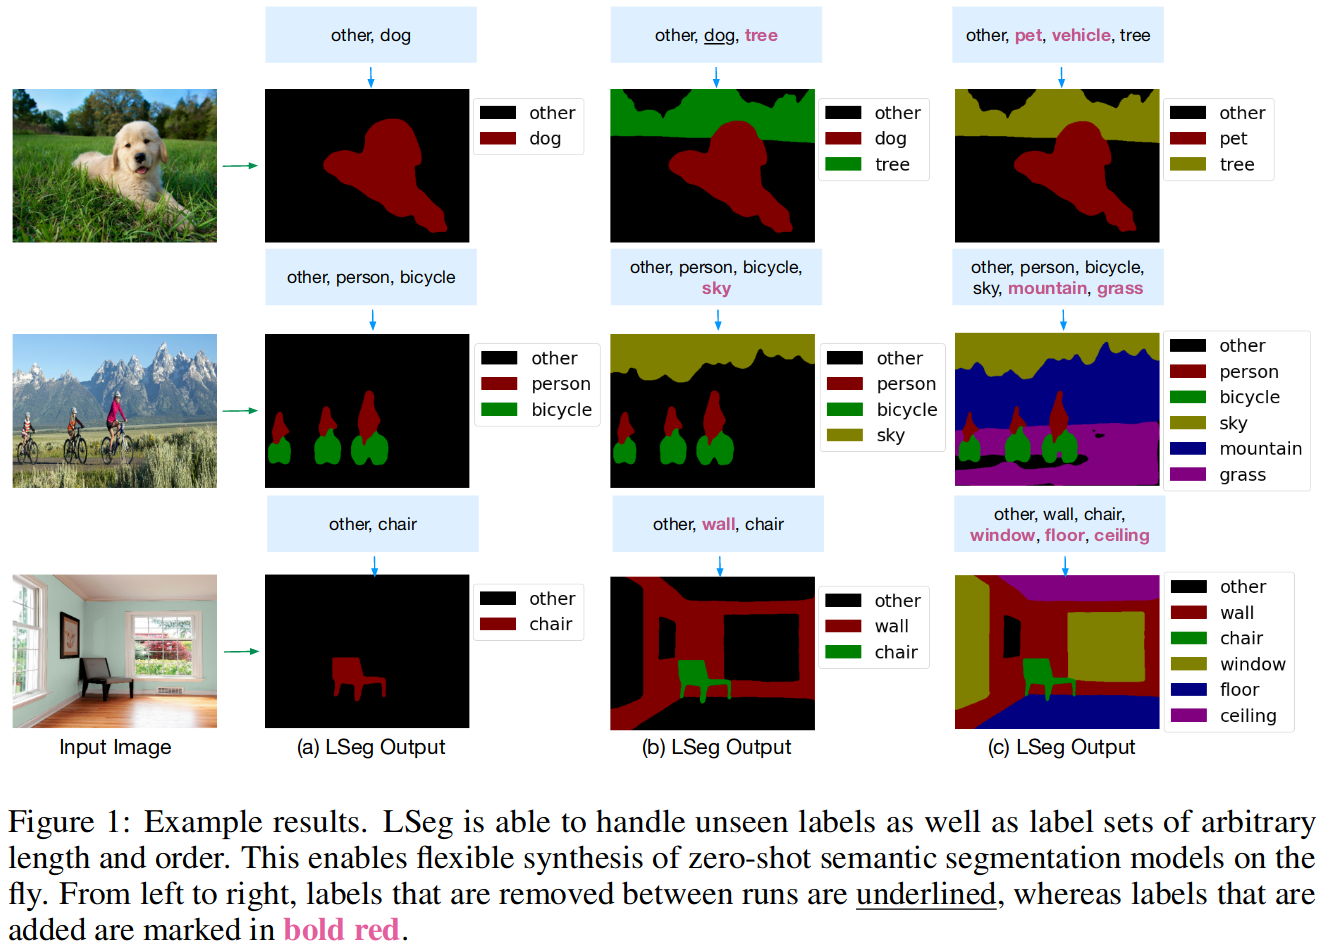 other, dog
other, dog, tree
other, pet, vehicle, tree
other
dog
other
dog
tree
other
pet
tree
other, person, bicycle
other, person, bicycle,
sky
other, person, bicycle,
sky, mountain, grass
other
person
bicycle
other
person
bicycle
sky
other
person
bicycle
sky
mountain
grass
other, chair
other, wall, chair
other, wall, chair,
window, floor, ceiling
other
chair
other
wall
chair
other
wall
chair
window
floor
ceiling
Input Image
(a) LSeg Output
(b) LSeg Output
(c) LSeg Output
Figure 1: Example results. LSeg is able to handle unseen labels as well as label sets of arbitrary
length and order. This enables flexible synthesis of zero-shot semantic segmentation models on the
fly. From left to right, labels that are removed between runs are underlined, whereas labels that are
added are marked in bold red.